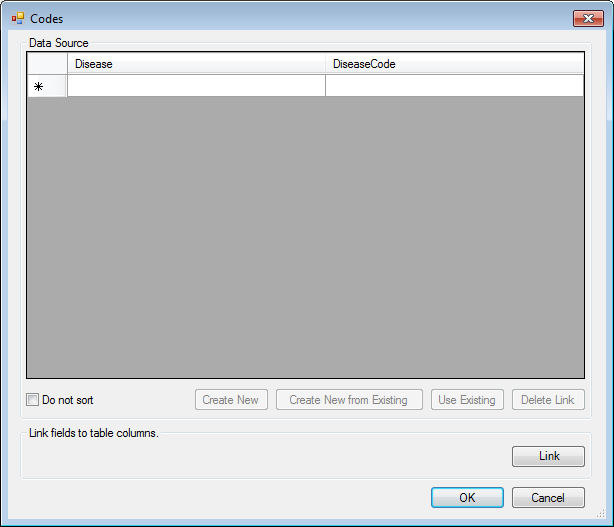 Codes
Data Source
Disease DiseaseCode
Do not sort Create New Create New from Existing Use Existing Delete Link
Link fields to table columns.
Link
OK Cancel